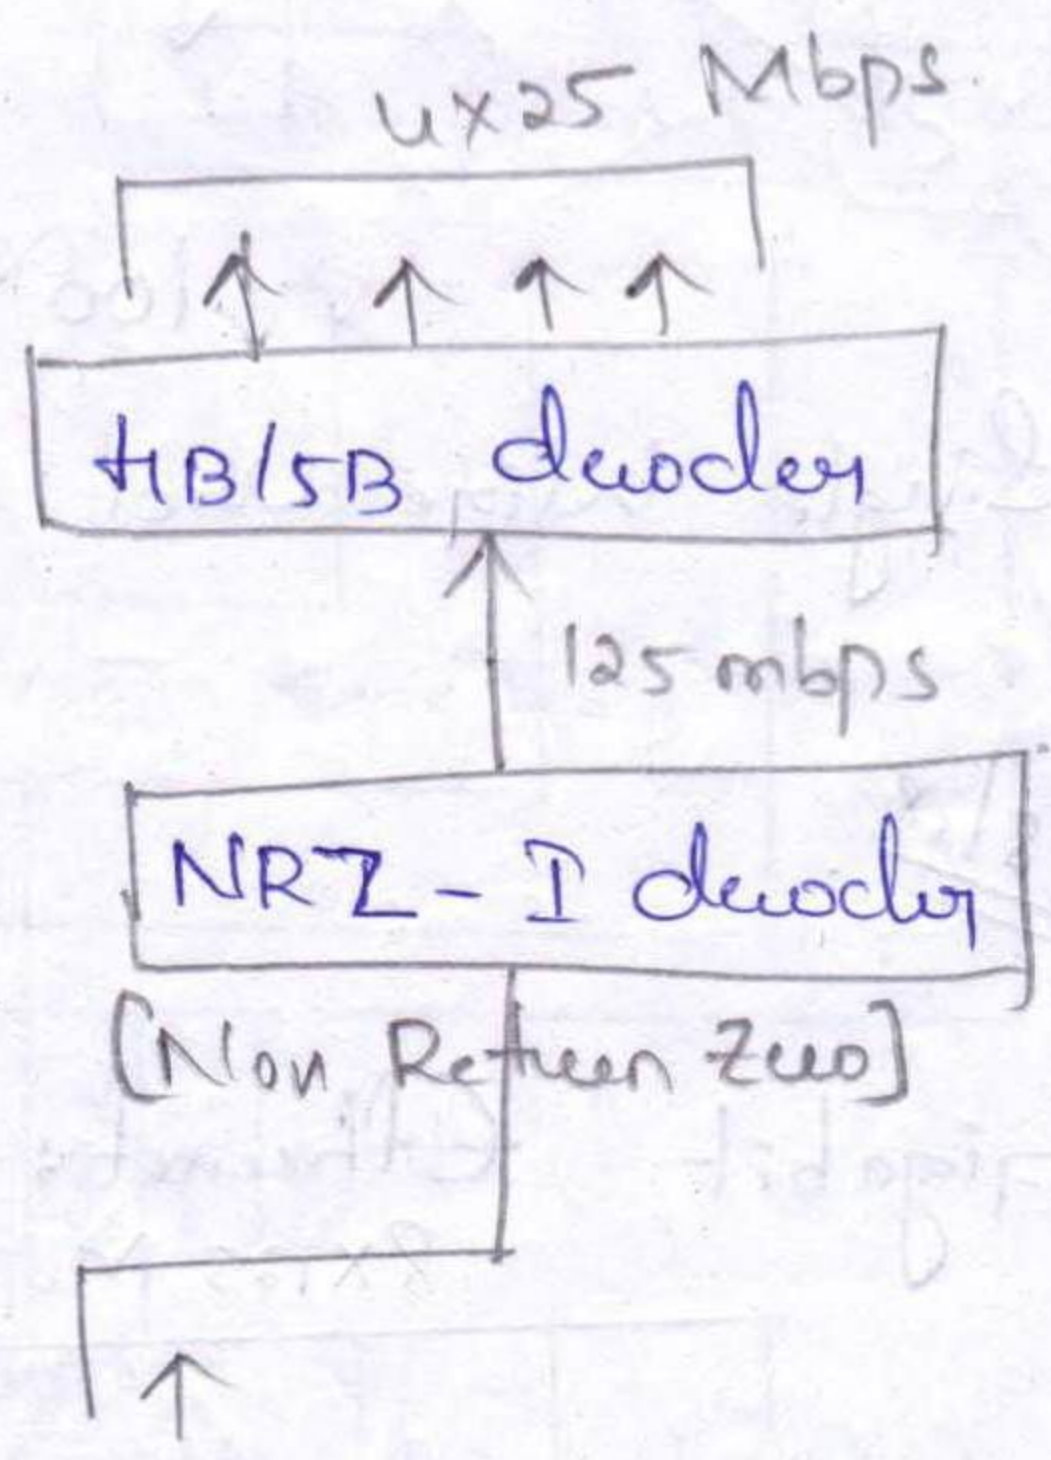 4x25 Mbps.
4B/5B decoder
125 mbps
NRZ - I decoder
[Non Return Zero]